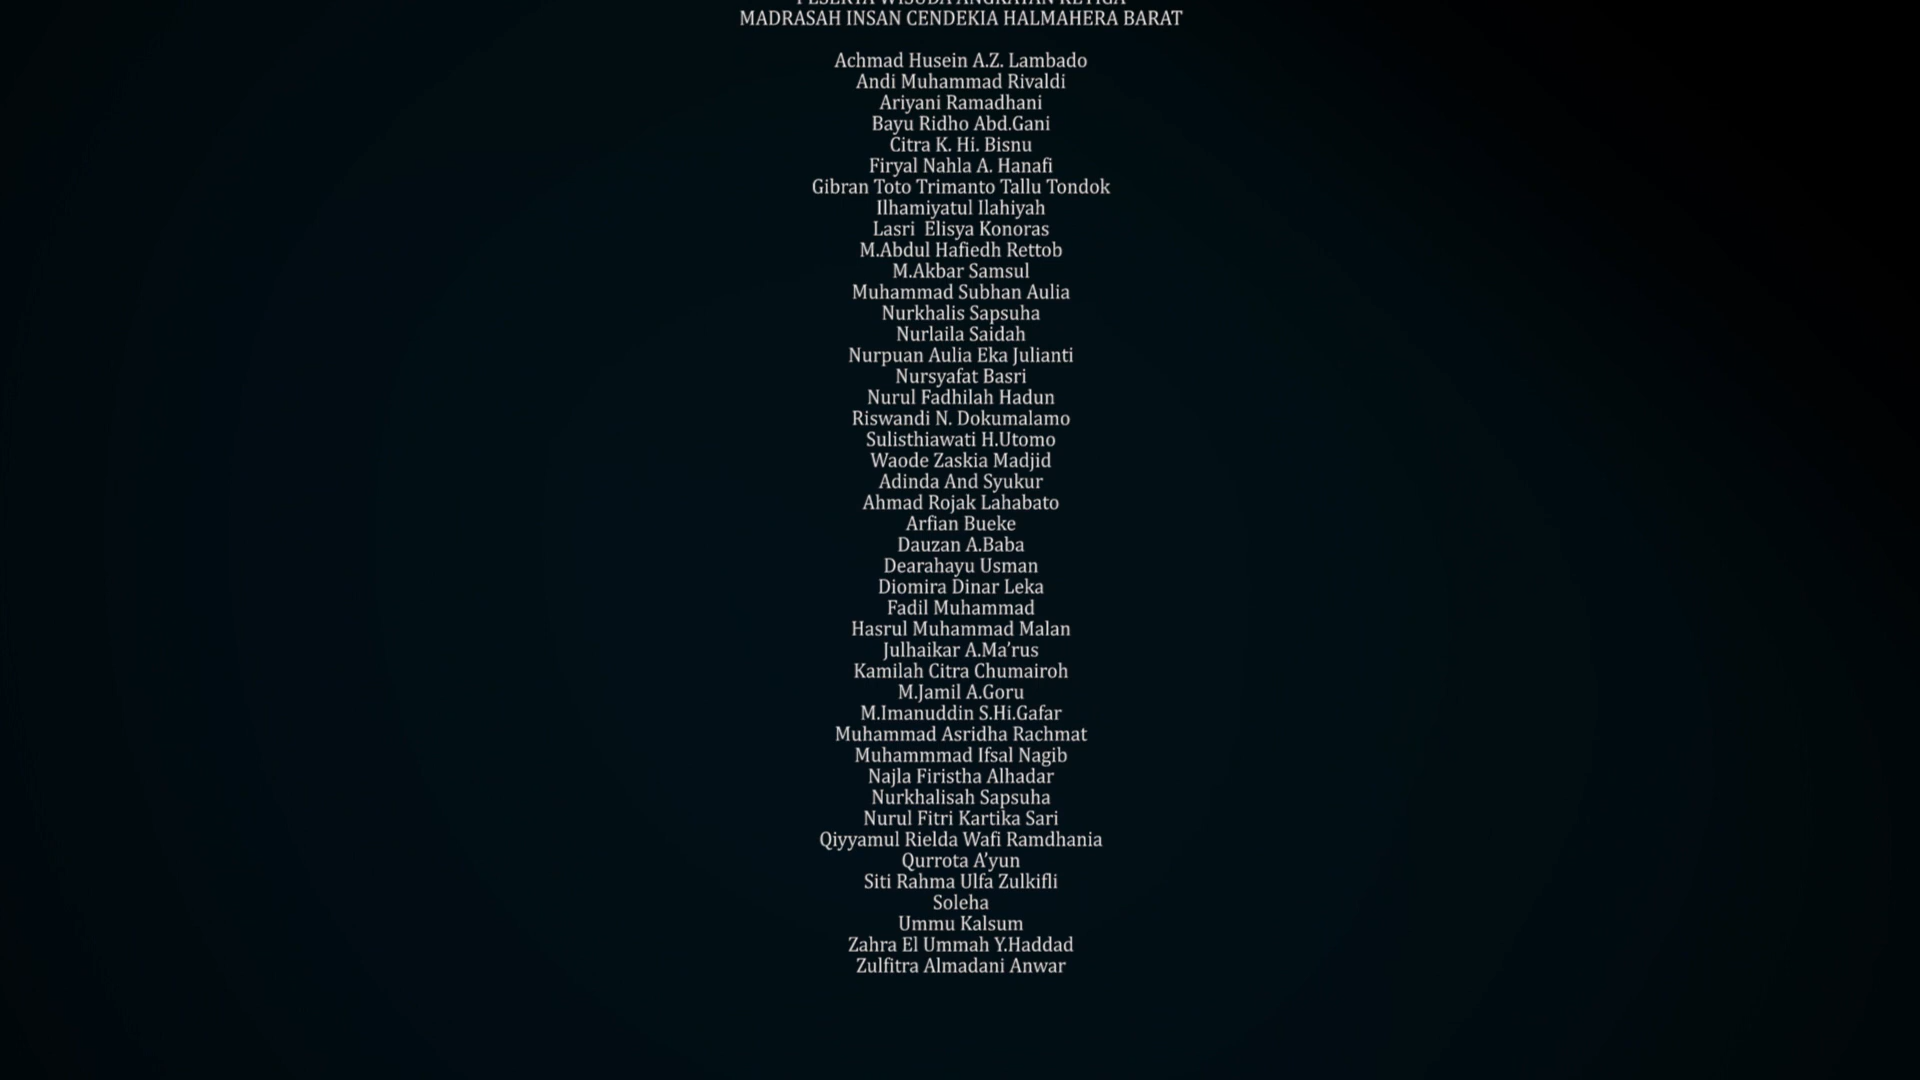 PESERTA WISUDA ANGKATAN KETIGA
MADRASAH INSAN CENDEKIA HALMAHERA BARAT
Achmad Husein A.Z. Lambado
Andi Muhammad Rivaldi
Ariyani Ramadhani
Bayu Ridho Abd.Gani
Citra K. Hi. Bisnu
Firyal Nahla A. Hanafi
Gibran Toto Trimanto Tallu Tondok
Ilhamiyatul Ilahiyah
Lasri  Elisya Konoras
M.Abdul Hafiedh Rettob
M.Akbar Samsul
Muhammad Subhan Aulia
Nurkhalis Sapsuha
Nurlaila Saidah
Nurpuan Aulia Eka Julianti
Nursyafat Basri
Nurul Fadhilah Hadun
Riswandi N. Dokumalamo
Sulisthiawati H.Utomo
Waode Zaskia Madjid
Adinda And Syukur
Ahmad Rojak Lahabato
Arfian Bueke
Dauzan A.Baba
Dearahayu Usman
Diomira Dinar Leka
Fadil Muhammad
Hasrul Muhammad Malan
Julhaikar A.Ma’rus
Kamilah Citra Chumairoh
M.Jamil A.Goru
M.Imanuddin S.Hi.Gafar
Muhammad Asridha Rachmat
Muhammmad Ifsal Nagib
Najla Firistha Alhadar
Nurkhalisah Sapsuha
Nurul Fitri Kartika Sari
Qiyyamul Rielda Wafi Ramdhania
Qurrota A’yun
Siti Rahma Ulfa Zulkifli
Soleha
Ummu Kalsum
Zahra El Ummah Y.Haddad
Zulfitra Almadani Anwar